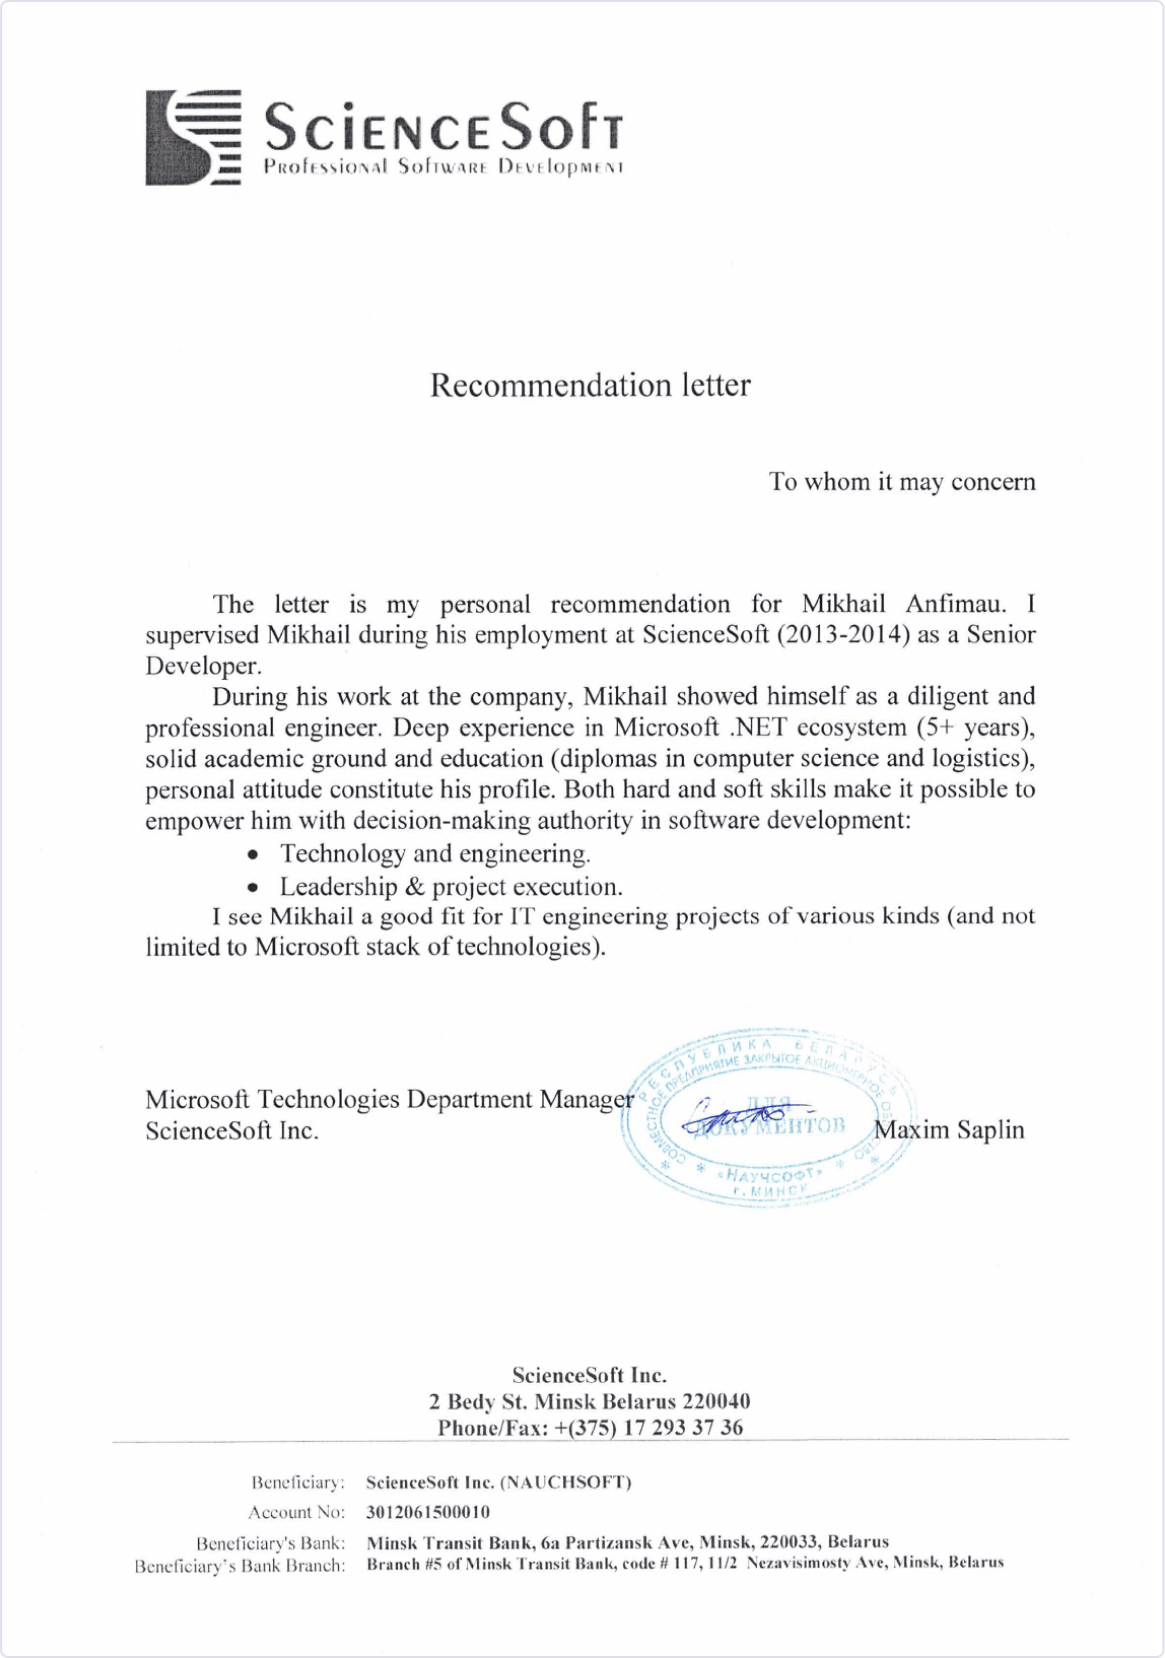 ScienceSoft
Professional Software Development
Recommendation letter
To whom it may concern
The letter is my personal recommendation for Mikhail Anfimau. I
supervised Mikhail during his employment at ScienceSoft (2013-2014) as a Senior
Developer.
During his work at the company, Mikhail showed himself as a diligent and
professional engineer. Deep experience in Microsoft .NET ecosystem (5+ years),
solid academic ground and education (diplomas in computer science and logistics),
personal attitude constitute his profile. Both hard and soft skills make it possible to
empower him with decision-making authority in software development:
• Technology and engineering.
• Leadership & project execution.
I see Mikhail a good fit for IT engineering projects of various kinds (and not
limited to Microsoft stack of technologies).
РЕСПУБЛИКА БЕЛАРУСЬ
СОВМЕСТНОЕ ПРЕДПРИЯТИЕ ЗАКРЫТОЕ АКЦИОНЕРНОЕ ОБЩЕСТВО
Microsoft Technologies Department Manager
ScienceSoft Inc.
ДЛЯ
ДОКУМЕНТОВ
Maxim Saplin
«НАУЧСОФТ»
г. МИНСК
ScienceSoft Inc.
2 Bedy St. Minsk Belarus 220040
Phone/Fax: +(375) 17 293 37 36
Beneficiary: ScienceSoft Inc. (NAUCHSOFT)
Account No: 3012061500010
Beneficiary's Bank: Minsk Transit Bank, 6a Partizansk Ave, Minsk, 220033, Belarus
Beneficiary's Bank Branch: Branch #5 of Minsk Transit Bank, code # 117, 11/2 Nezavisimosty Ave, Minsk, Belarus